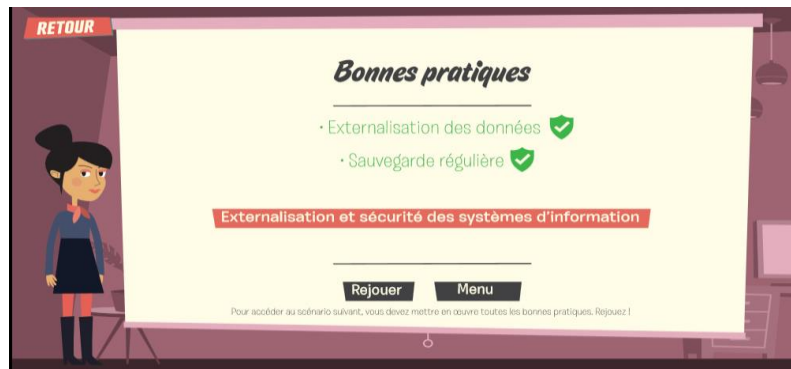 RETOUR
Bonnes pratiques
• Externalisation des données
• Sauvegarde régulière
Externalisation et sécurité des systèmes d'information
Rejouer Menu
Pour accéder au scénario suivant, vous devez mettre en œuvre toutes les bonnes pratiques. Rejouez !